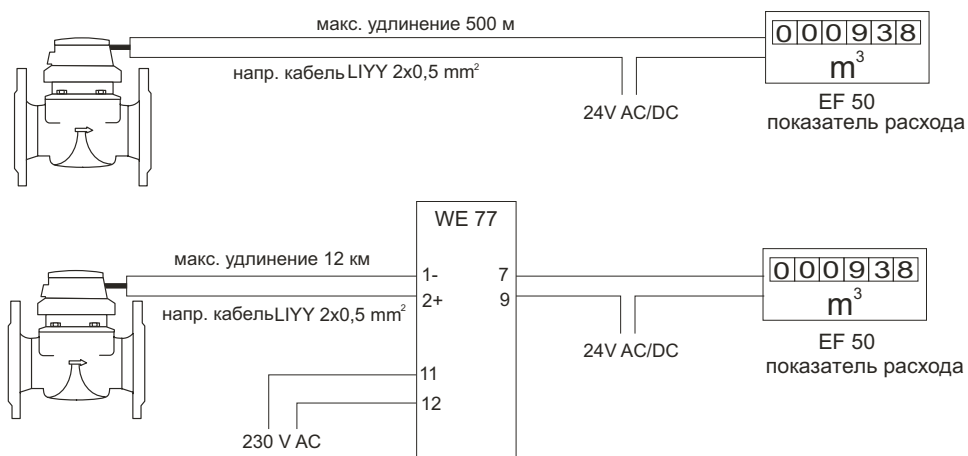 макс. удлинение 500 м
000938
m³
напр. кабель LIYY 2x0,5 mm²
24V AC/DC
EF 50
показатель расхода
WE 77
макс. удлинение 12 км
1-
7
000938
2+
9
m³
напр. кабельLIYY 2x0,5 mm²
24V AC/DC
EF 50
показатель расхода
11
12
230 V AC